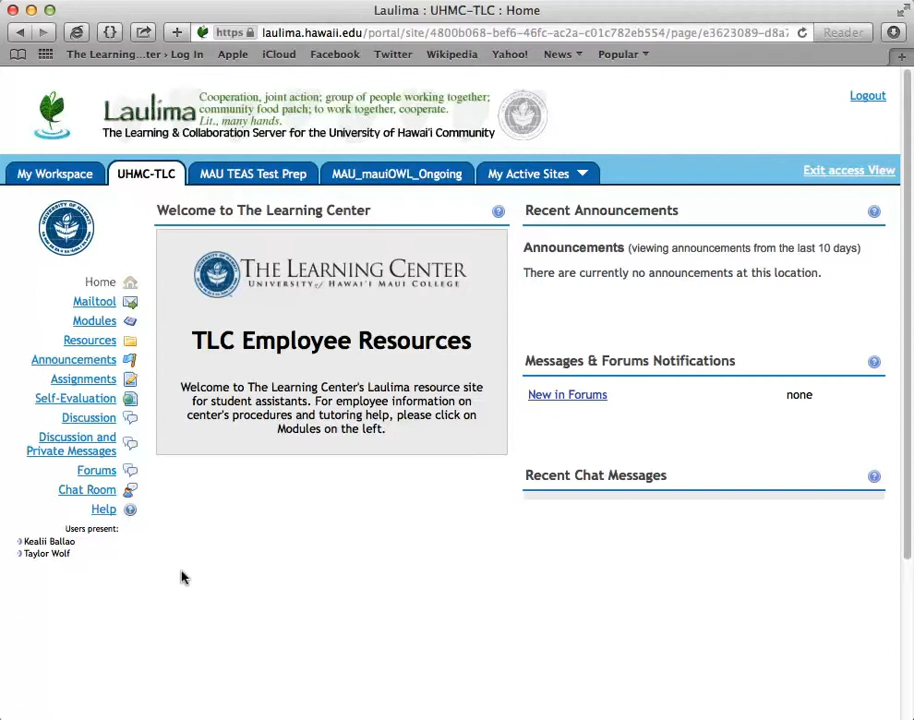 Laulima : UHMC-TLC : Home
https laulima.hawaii.edu/portal/site/4800b068-bef6-46fc-ac2a-c01c782eb554/page/e3623089-d8a7
Reader
The Learning...ter › Log In Apple iCloud Facebook Twitter Wikipedia Yahoo! News Popular
Laulima
Cooperation, joint action; group of people working together;
community food patch; to work together, cooperate.
Lit., many hands.
The Learning & Collaboration Server for the University of Hawai'i Community
Logout
My Workspace UHMC-TLC MAU TEAS Test Prep MAU_mauiOWL_Ongoing My Active Sites Exit access View
Home
Mailtool
Modules
Resources
Announcements
Assignments
Self-Evaluation
Discussion
Discussion and
Private Messages
Forums
Chat Room
Help
Users present:
Kealii Ballao
Taylor Wolf
Welcome to The Learning Center
THE LEARNING CENTER
UNIVERSITY of HAWAI'I MAUI COLLEGE
TLC Employee Resources
Welcome to The Learning Center's Laulima resource site
for student assistants. For employee information on
center's procedures and tutoring help, please click on
Modules on the left.
Recent Announcements
Announcements (viewing announcements from the last 10 days)
There are currently no announcements at this location.
Messages & Forums Notifications
New in Forums none
Recent Chat Messages